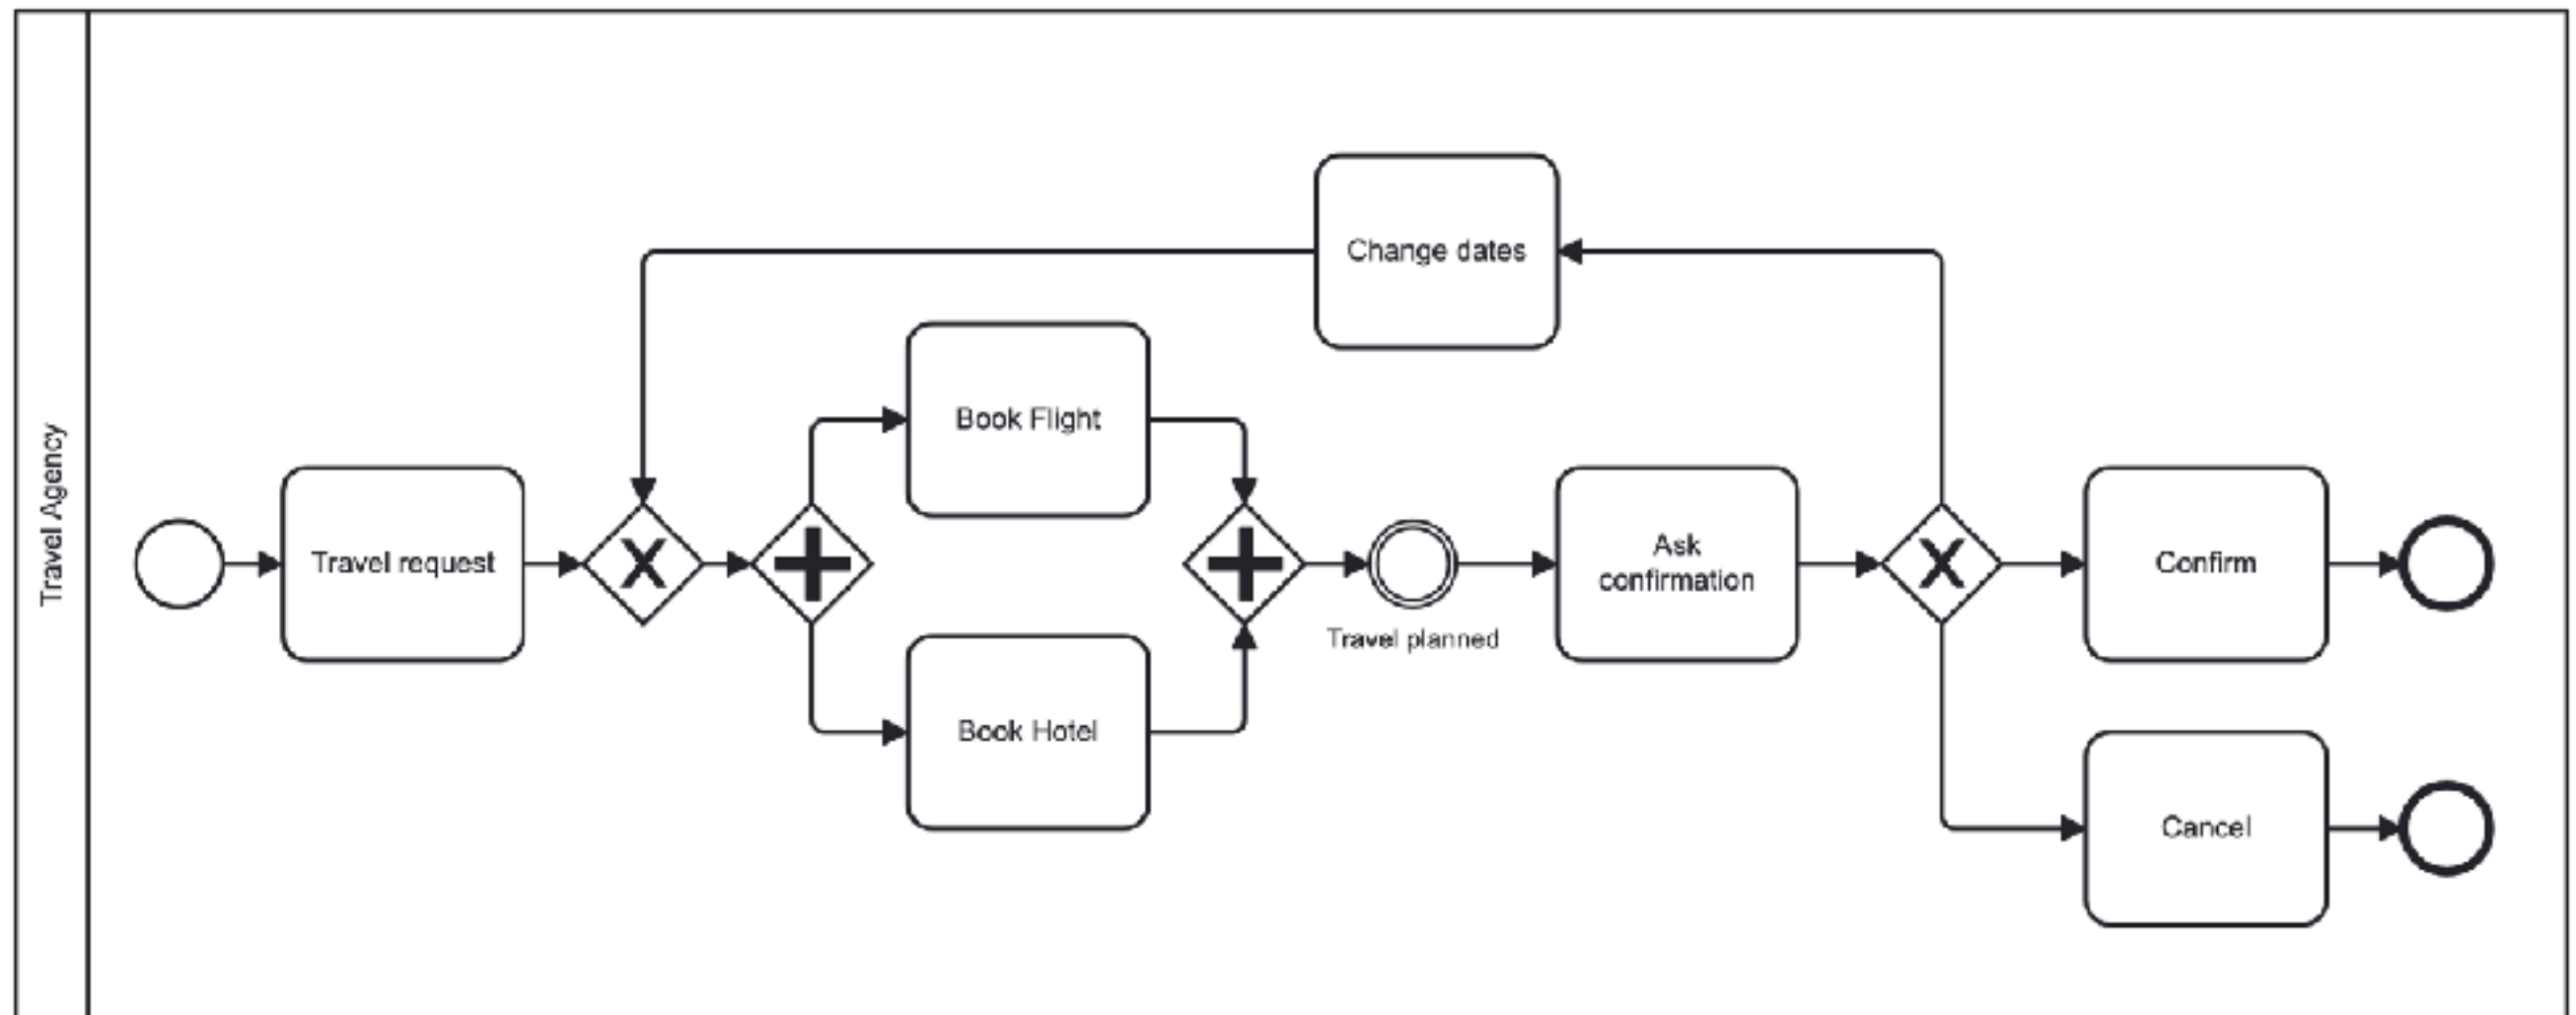 Travel Agency
Change dates
Book Flight
Travel request
Ask
confirmation
Confirm
Travel planned
Book Hotel
Cancel